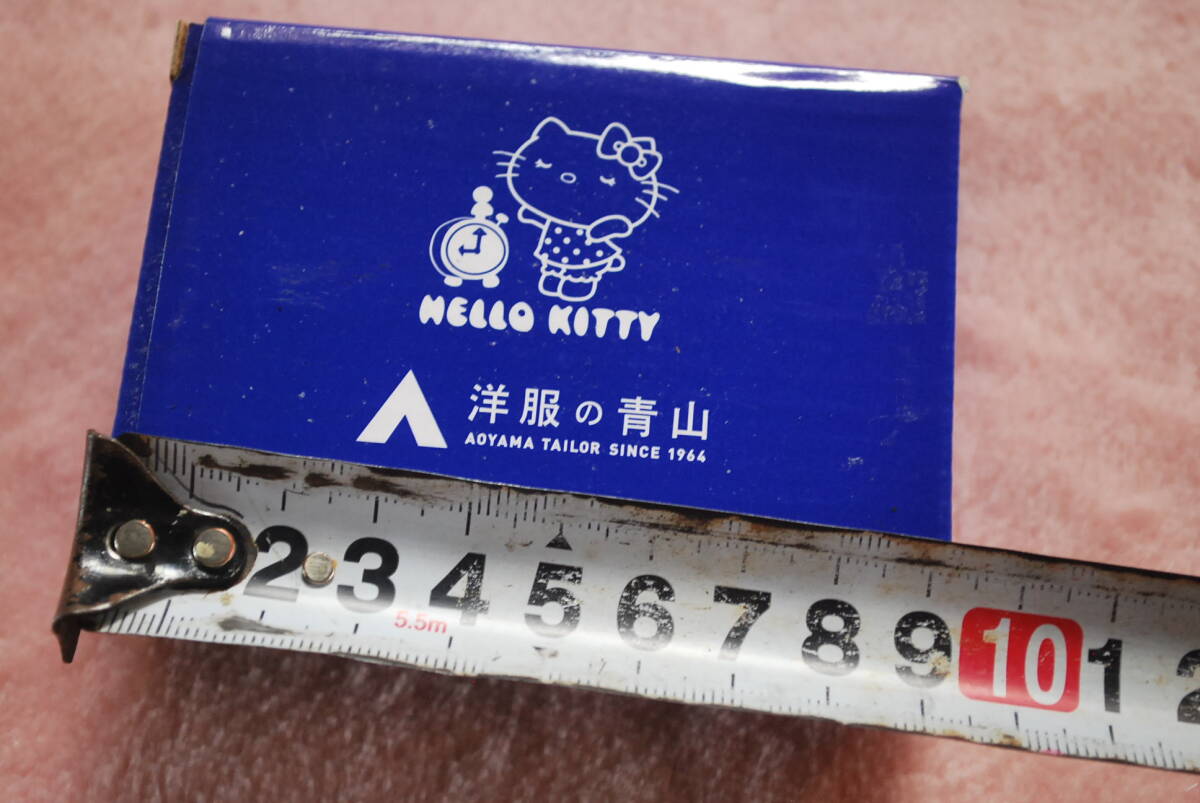 HELLO KITTY
洋服の青山
AOYAMA TAILOR SINCE 1964
2 3 4 5 6 7 8 9 10 1 2
5.5m